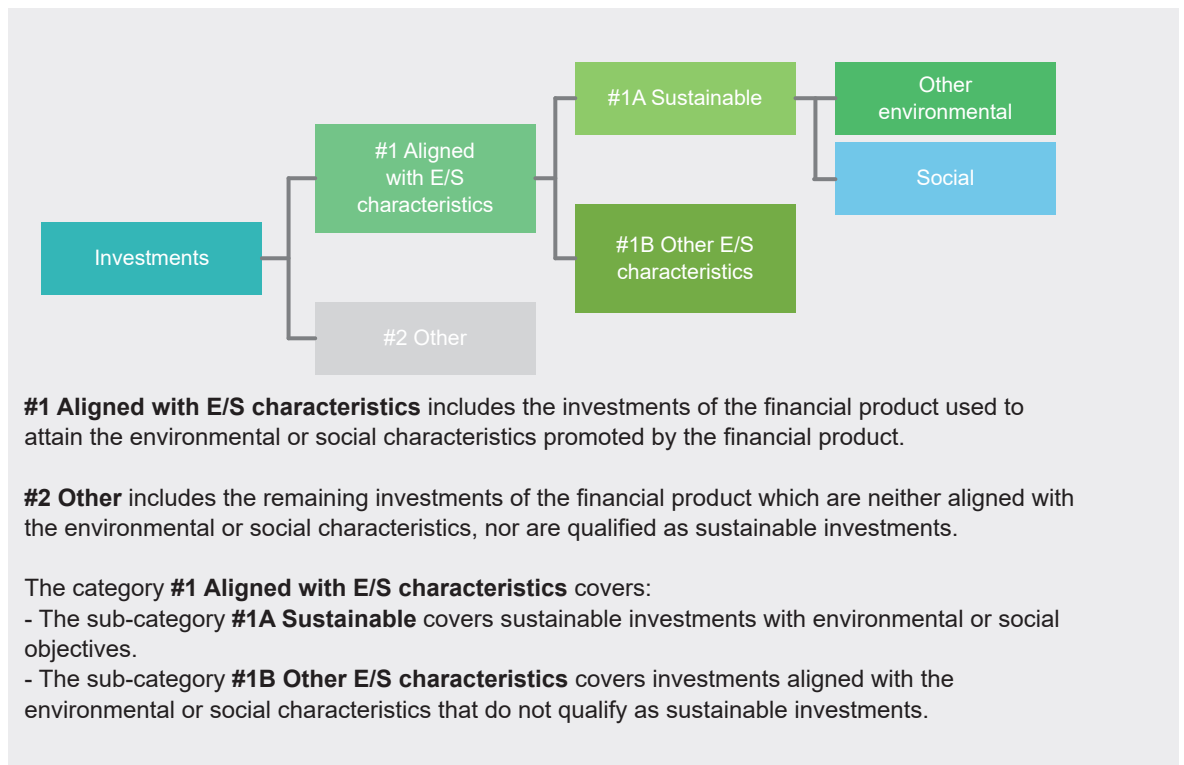 Other
environmental
#1A Sustainable
#1 Aligned
with E/S
characteristics
Social
#1B Other E/S
characteristics
Investments
#2 Other
#1 Aligned with E/S characteristics includes the investments of the financial product used to
attain the environmental or social characteristics promoted by the financial product.
#2 Other includes the remaining investments of the financial product which are neither aligned with
the environmental or social characteristics, nor are qualified as sustainable investments.
The category #1 Aligned with E/S characteristics covers:
- The sub-category #1A Sustainable covers sustainable investments with environmental or social
objectives.
- The sub-category #1B Other E/S characteristics covers investments aligned with the
environmental or social characteristics that do not qualify as sustainable investments.